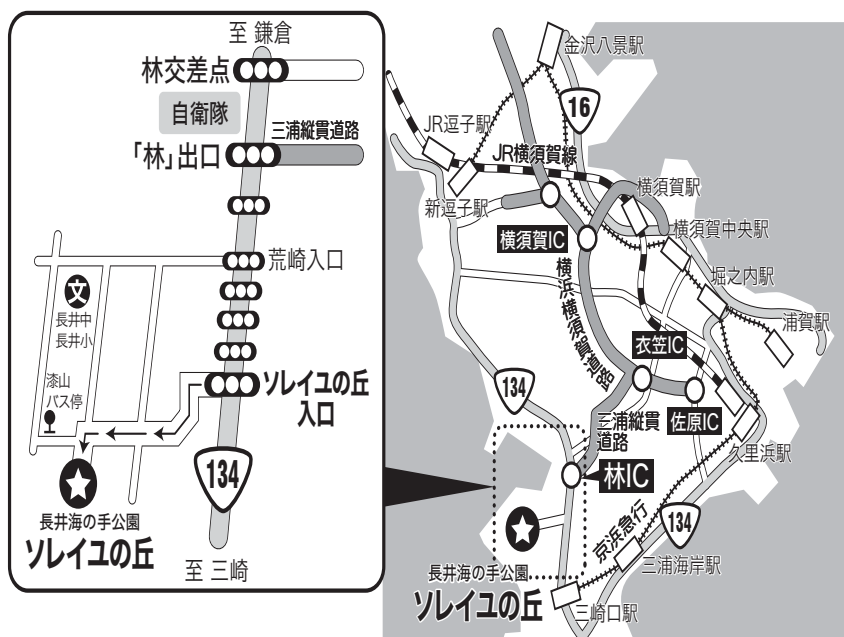 至 鎌倉
林交差点
自衛隊
三浦縦貫道路
「林」出口
荒崎入口
文
長井中
長井小
漆山
バス停
ソレイユの丘
入口
134
長井海の手公園
ソレイユの丘
至 三崎
金沢八景駅
16
JR逗子駅
JR横須賀線
新逗子駅
横須賀駅
横須賀IC
横須賀中央駅
堀之内駅
浦賀駅
横浜横須賀道路
衣笠IC
134
佐原IC
三浦縦貫
道路
久里浜駅
林IC
京浜急行
134
三浦海岸駅
長井海の手公園
ソレイユの丘
三崎口駅